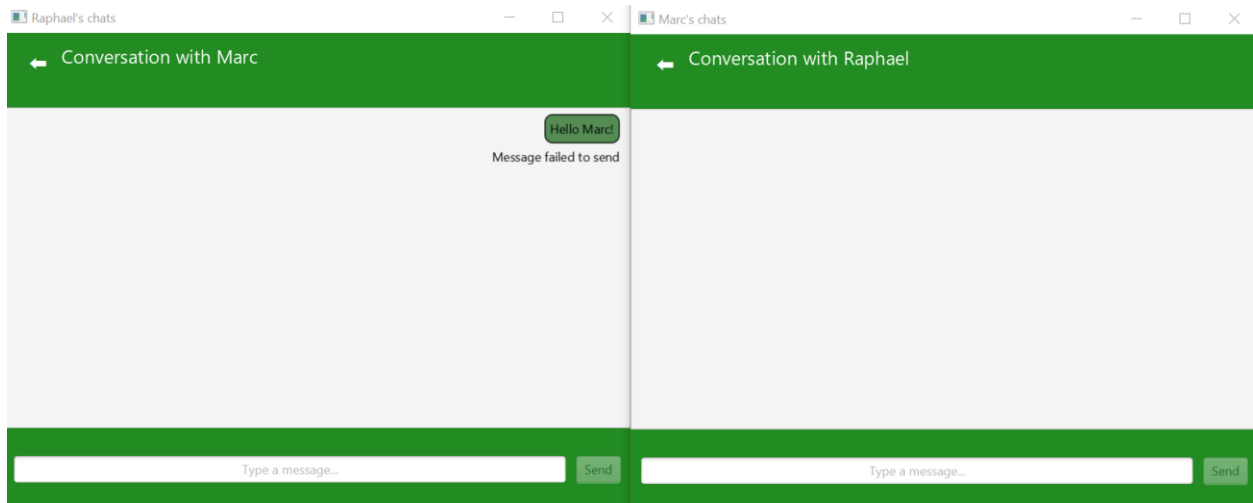 Raphael's chats
Conversation with Marc
Hello Marc!
Message failed to send
Type a message...
Send
Marc's chats
Conversation with Raphael
Type a message...
Send